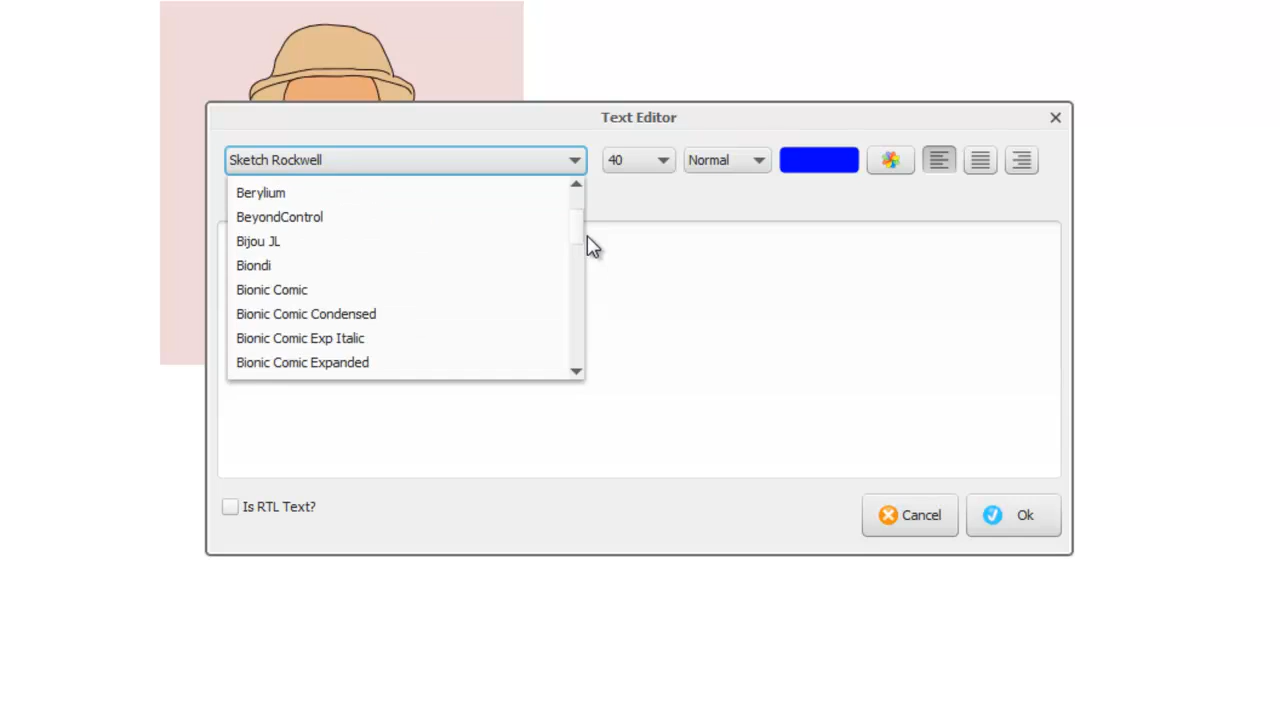 Text Editor
Sketch Rockwell 40 Normal
Berylium
BeyondControl
Bijou JL
Biondi
Bionic Comic
Bionic Comic Condensed
Bionic Comic Exp Italic
Bionic Comic Expanded
Is RTL Text?
Cancel Ok